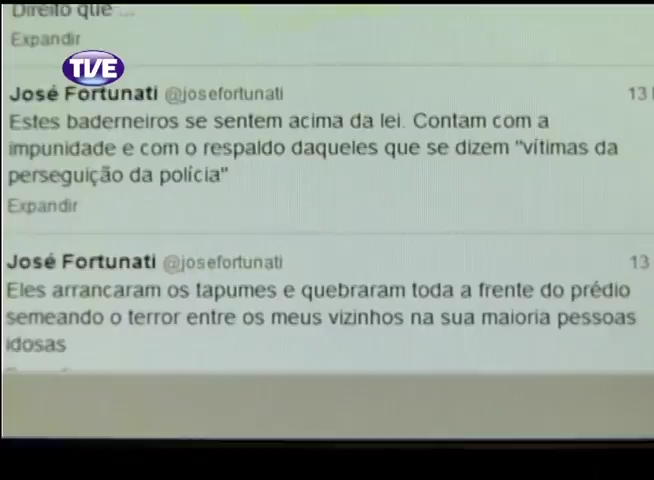 Direito que ...
Expandir
TVE
José Fortunati @josefortunati 13
Estes baderneiros se sentem acima da lei. Contam com a
impunidade e com o respaldo daqueles que se dizem "vítimas da
perseguição da polícia"
Expandir
José Fortunati @josefortunati 13
Eles arrancaram os tapumes e quebraram toda a frente do prédio
semeando o terror entre os meus vizinhos na sua maioria pessoas
idosas